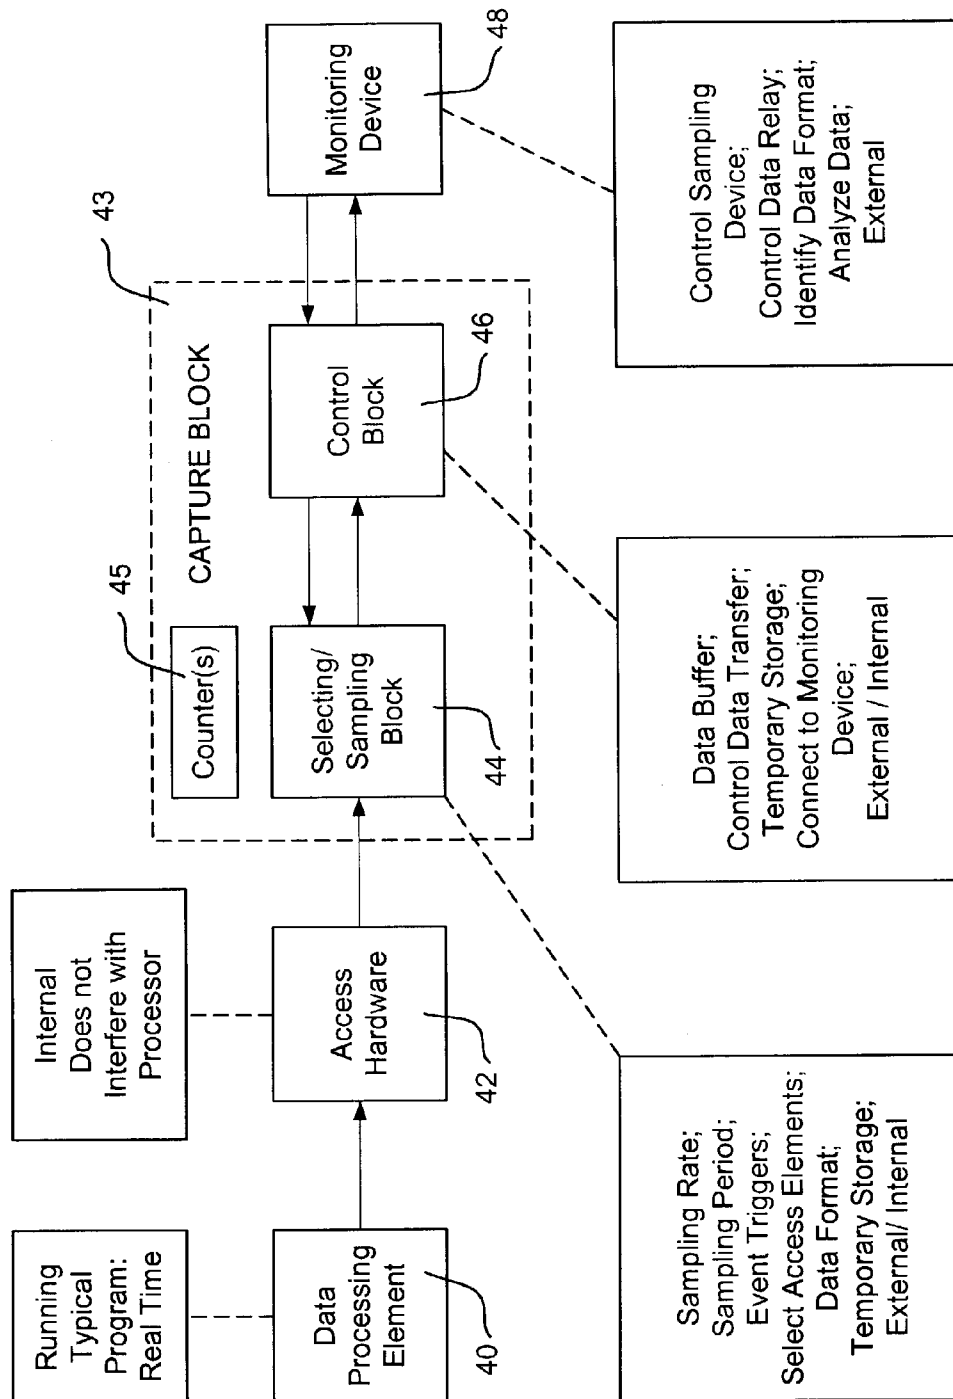 Running
Typical
Program:
Real Time
Internal
Does not
Interfere with
Processor
43
45
CAPTURE BLOCK
Counter(s)
Data
Processing
Element
40
Access
Hardware
42
Selecting/
Sampling
Block
44
Control
Block
46
Monitoring
Device
48
Sampling Rate;
Sampling Period;
Event Triggers;
Select Access Elements;
Data Format;
Temporary Storage;
External/ Internal
Data Buffer;
Control Data Transfer;
Temporary Storage;
Connect to Monitoring
Device;
External / Internal
Control Sampling
Device;
Control Data Relay;
Identify Data Format;
Analyze Data;
External